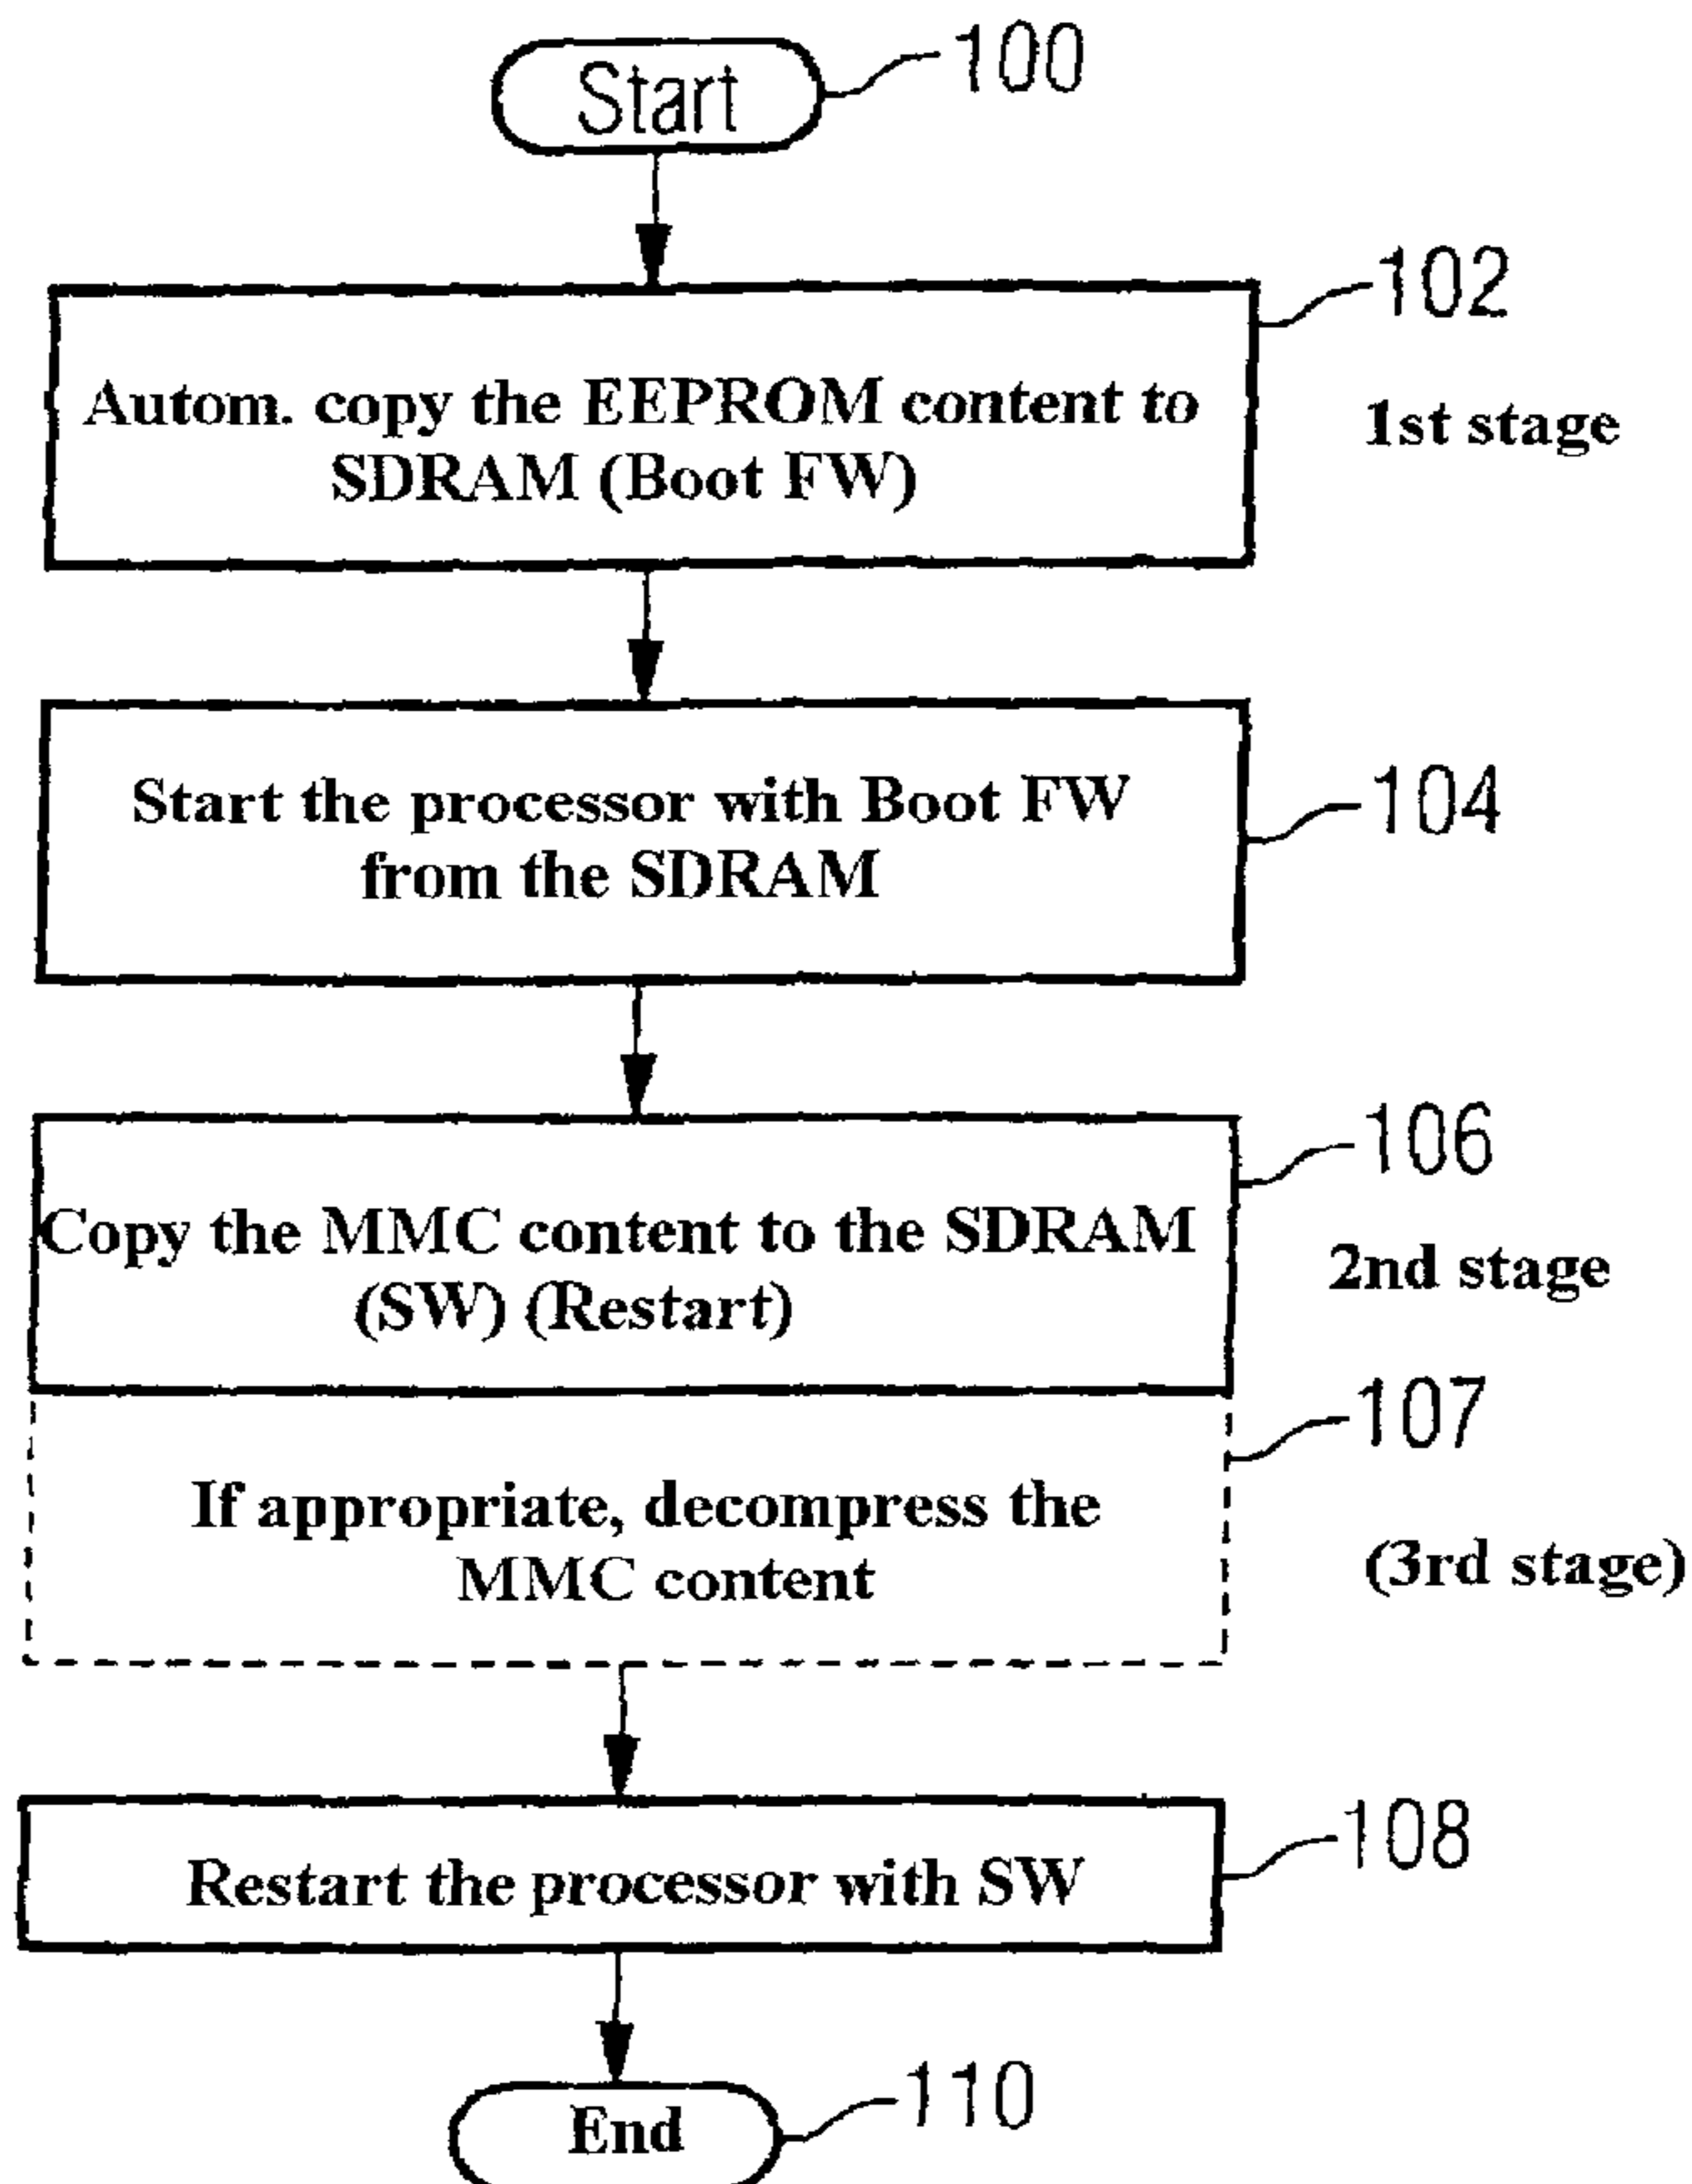 Start
100
102
Autom. copy the EEPROM content to
SDRAM (Boot FW)
1st stage
Start the processor with Boot FW
from the SDRAM
104
106
Copy the MMC content to the SDRAM
(SW) (Restart)
2nd stage
107
If appropriate, decompress the
MMC content
(3rd stage)
108
Restart the processor with SW
110
End